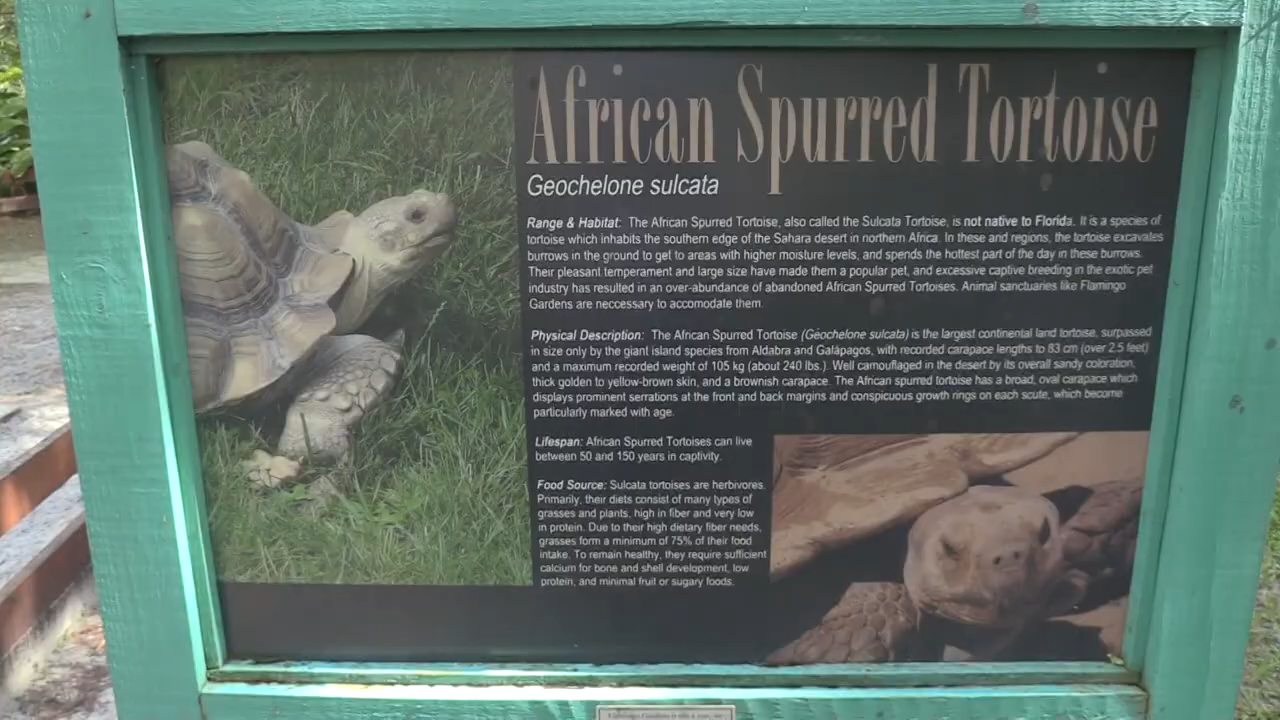 African Spurred Tortoise
Geochelone sulcata
Range & Habitat: The African Spurred Tortoise, also called the Sulcata Tortoise, is not native to Florida. It is a species of
tortoise which inhabits the southern edge of the Sahara desert in northern Africa. In these arid regions, the tortoise excavates
burrows in the ground to get to areas with higher moisture levels, and spends the hottest part of the day in these burrows.
Their pleasant temperament and large size have made them a popular pet, and excessive captive breeding in the exotic pet
industry has resulted in an over-abundance of abandoned African Spurred Tortoises. Animal sanctuaries like Flamingo
Gardens are neccessary to accomodate them.
Physical Description: The African Spurred Tortoise (Geochelone sulcata) is the largest continental land tortoise, surpassed
in size only by the giant island species from Aldabra and Galápagos, with recorded carapace lengths to 83 cm (over 2.5 feet)
and a maximum recorded weight of 105 kg (about 240 lbs.). Well camouflaged in the desert by its overall sandy coloration,
thick golden to yellow-brown skin, and a brownish carapace. The African spurred tortoise has a broad, oval carapace which
displays prominent serrations at the front and back margins and conspicuous growth rings on each scute, which become
particularly marked with age.
Lifespan: African Spurred Tortoises can live
between 50 and 150 years in captivity.
Food Source: Sulcata tortoises are herbivores.
Primarily, their diets consist of many types of
grasses and plants, high in fiber and very low
in protein. Due to their high dietary fiber needs,
grasses form a minimum of 75% of their food
intake. To remain healthy, they require sufficient
calcium for bone and shell development, low
protein, and minimal fruit or sugary foods.